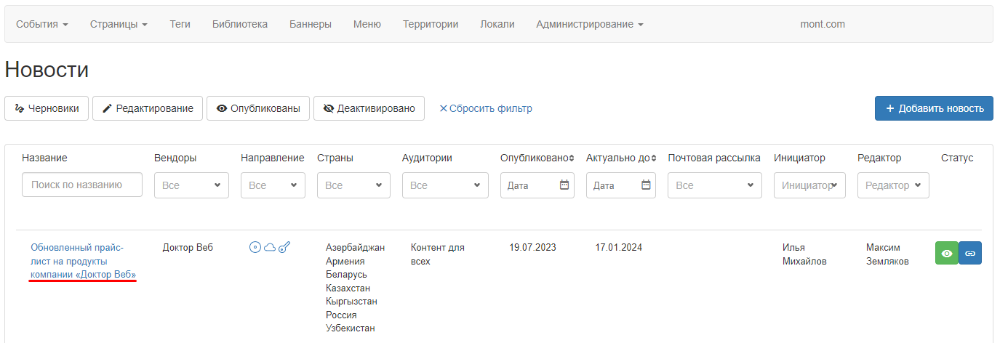 События Страницы Теги Библиотека Баннеры Меню Территории Локали Администрирование mont.com
Новости
Черновики Редактирование Опубликованы Деактивировано Сбросить фильтр Добавить новость
Название Вендоры Направление Страны Аудитории Опубликовано Актуально до Почтовая рассылка Инициатор Редактор Статус
Поиск по названию Все Все Все Все Дата Дата Все Инициатор Редактор
Обновленный прайс- Доктор Веб Азербайджан Контент для 19.07.2023 17.01.2024 Илья Максим
лист на продукты Армения всех Михайлов Земляков
компании «Доктор Веб» Беларусь
Казахстан
Кыргызстан
Россия
Узбекистан